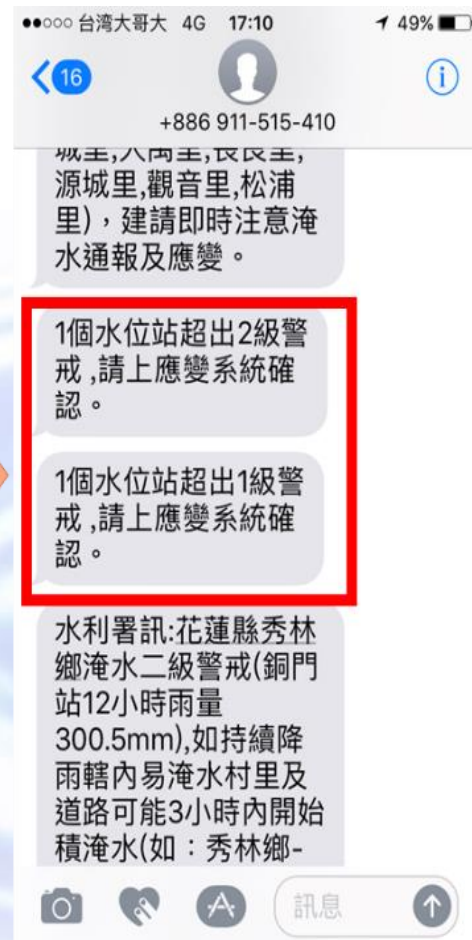 台湾大哥大 4G 17:10 49%
16
+886 911-515-410
源城里,觀音里,松浦
里)，建請即時注意淹
水通報及應變。
1個水位站超出2級警
戒 ,請上應變系統確
認。
1個水位站超出1級警
戒 ,請上應變系統確
認。
水利署訊:花蓮縣秀林
鄉淹水二級警戒(銅門
站12小時雨量
300.5mm),如持續降
雨轄內易淹水村里及
道路可能3小時內開始
積淹水(如：秀林鄉-
訊息